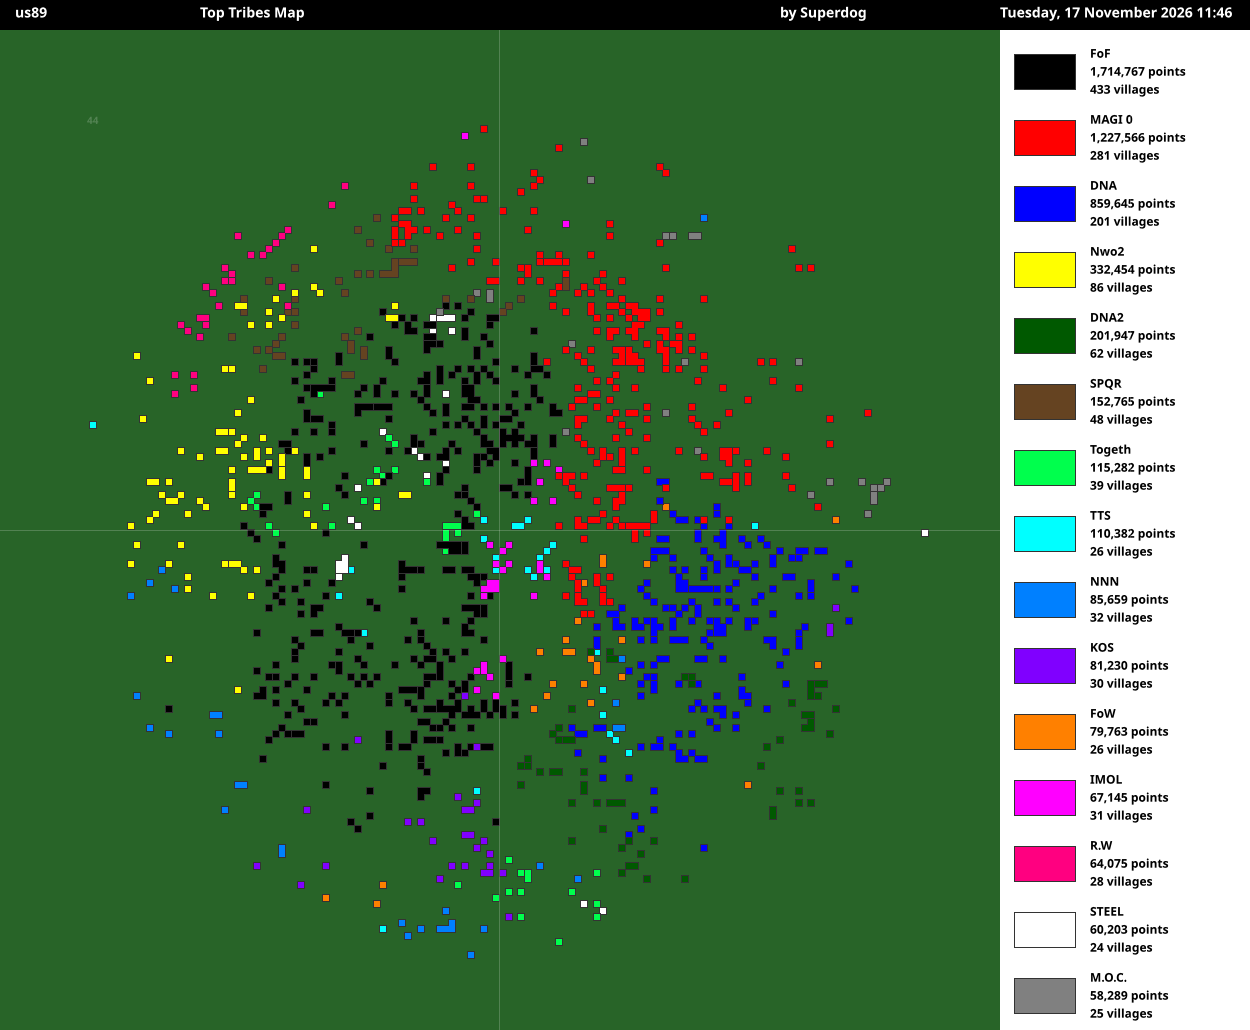 us89 Top Tribes Map by Superdog Tuesday, 17 November 2026 11:46
44
FoF
1,714,767 points
433 villages
MAGI 0
1,227,566 points
281 villages
DNA
859,645 points
201 villages
Nwo2
332,454 points
86 villages
DNA2
201,947 points
62 villages
SPQR
152,765 points
48 villages
Togeth
115,282 points
39 villages
TTS
110,382 points
26 villages
NNN
85,659 points
32 villages
KOS
81,230 points
30 villages
FoW
79,763 points
26 villages
IMOL
67,145 points
31 villages
R.W
64,075 points
28 villages
STEEL
60,203 points
24 villages
M.O.C.
58,289 points
25 villages